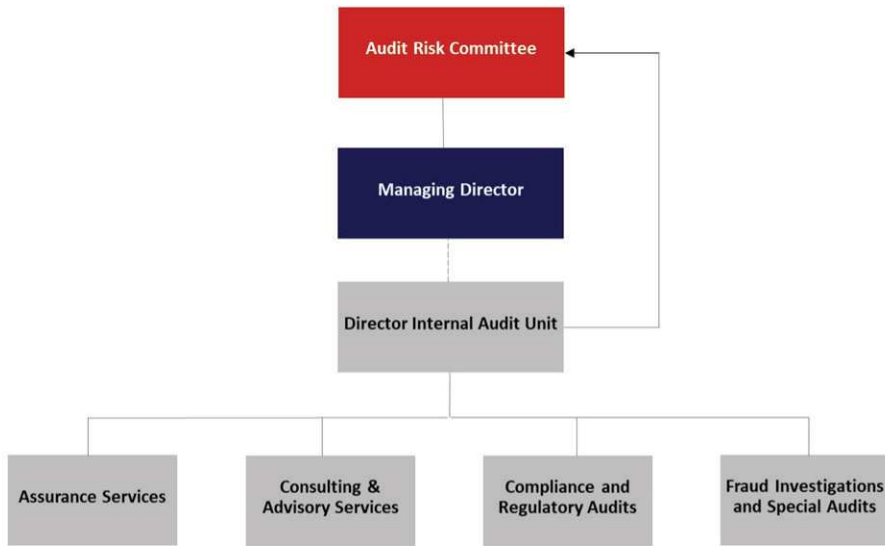 Audit Risk Committee
Managing Director
Director Internal Audit Unit
Assurance Services
Consulting &
Advisory Services
Compliance and
Regulatory Audits
Fraud Investigations
and Special Audits